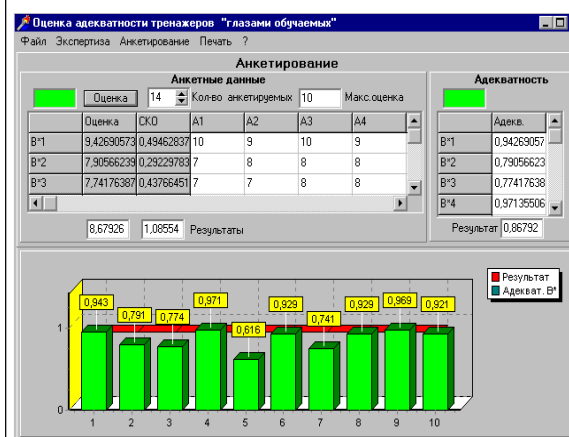 Оценка адекватности тренажеров "глазами обучаемых"
Файл Экспертиза Анкетирование Печать ?
Анкетирование
Анкетные данные
Оценка 14 Кол-во анкетируемых 10 Макс.оценка
Оценка СКО A1 A2 A3 A4
B*1 9,42690573 0,49462837 10 9 10 9
B*2 7,90566239 0,29229783 7 8 8 8
B*3 7,74176387 0,43766451 7 7 8 8
8,67926 1,08554 Результаты
Адекватность
Адекв.
B*1 0,94269057
B*2 0,79056623
B*3 0,77417638
B*4 0,97135506
Результат 0,86792
0,943 0,791 0,774 0,971 0,616 0,929 0,741 0,929 0,969 0,921
1
0
1 2 3 4 5 6 7 8 9 10
Результат
Адекват. B*